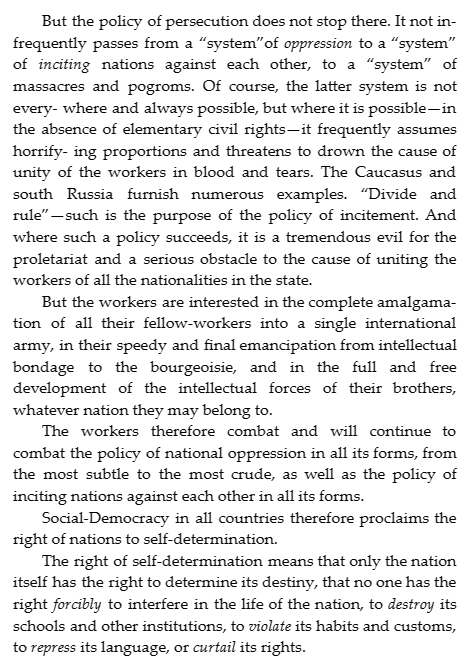 But the policy of persecution does not stop there. It not in-
frequently passes from a “system”of oppression to a “system”
of inciting nations against each other, to a “system” of
massacres and pogroms. Of course, the latter system is not
every- where and always possible, but where it is possible—in
the absence of elementary civil rights—it frequently assumes
horrify- ing proportions and threatens to drown the cause of
unity of the workers in blood and tears. The Caucasus and
south Russia furnish numerous examples. “Divide and
rule”—such is the purpose of the policy of incitement. And
where such a policy succeeds, it is a tremendous evil for the
proletariat and a serious obstacle to the cause of uniting the
workers of all the nationalities in the state.
But the workers are interested in the complete amalgama-
tion of all their fellow-workers into a single international
army, in their speedy and final emancipation from intellectual
bondage to the bourgeoisie, and in the full and free
development of the intellectual forces of their brothers,
whatever nation they may belong to.
The workers therefore combat and will continue to
combat the policy of national oppression in all its forms, from
the most subtle to the most crude, as well as the policy of
inciting nations against each other in all its forms.
Social-Democracy in all countries therefore proclaims the
right of nations to self-determination.
The right of self-determination means that only the nation
itself has the right to determine its destiny, that no one has the
right forcibly to interfere in the life of the nation, to destroy its
schools and other institutions, to violate its habits and customs,
to repress its language, or curtail its rights.